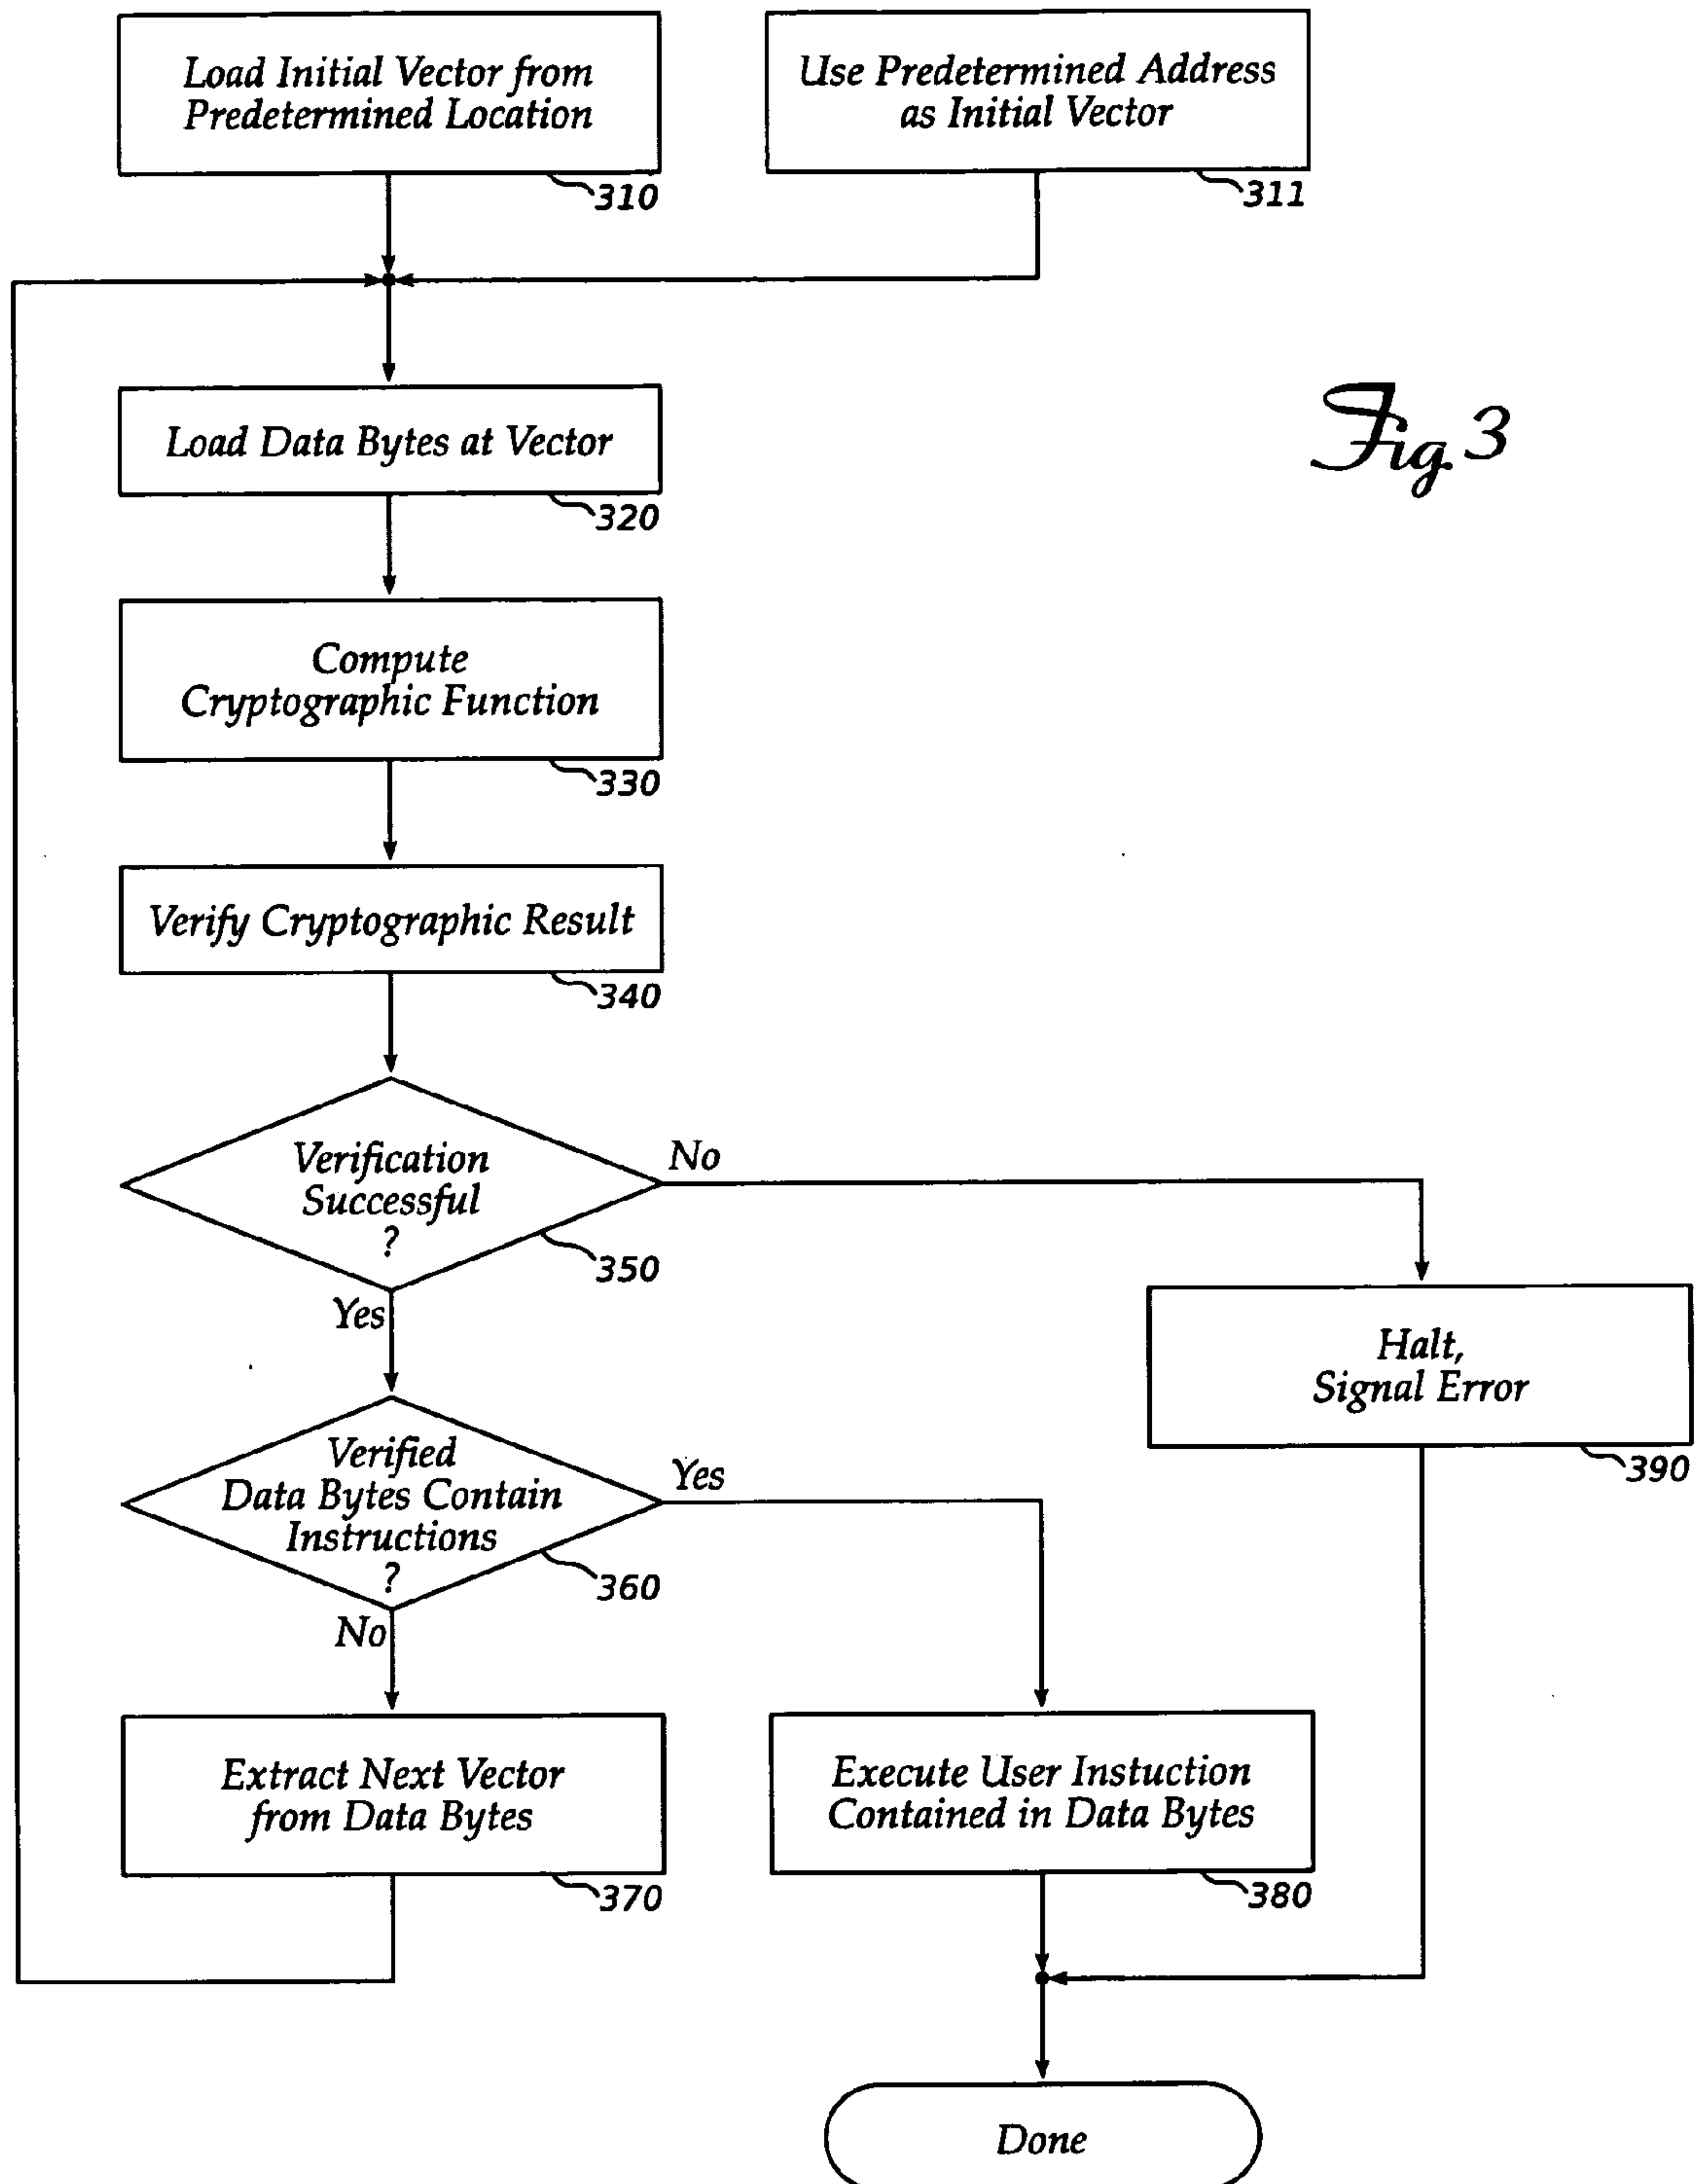 Load Initial Vector from
Predetermined Location
310
Use Predetermined Address
as Initial Vector
311
Fig. 3
Load Data Bytes at Vector
320
Compute
Cryptographic Function
330
Verify Cryptographic Result
340
Verification
Successful
?
350
No
Yes
Halt,
Signal Error
390
Verified
Data Bytes Contain
Instructions
?
360
Yes
No
Extract Next Vector
from Data Bytes
370
Execute User Instuction
Contained in Data Bytes
380
Done